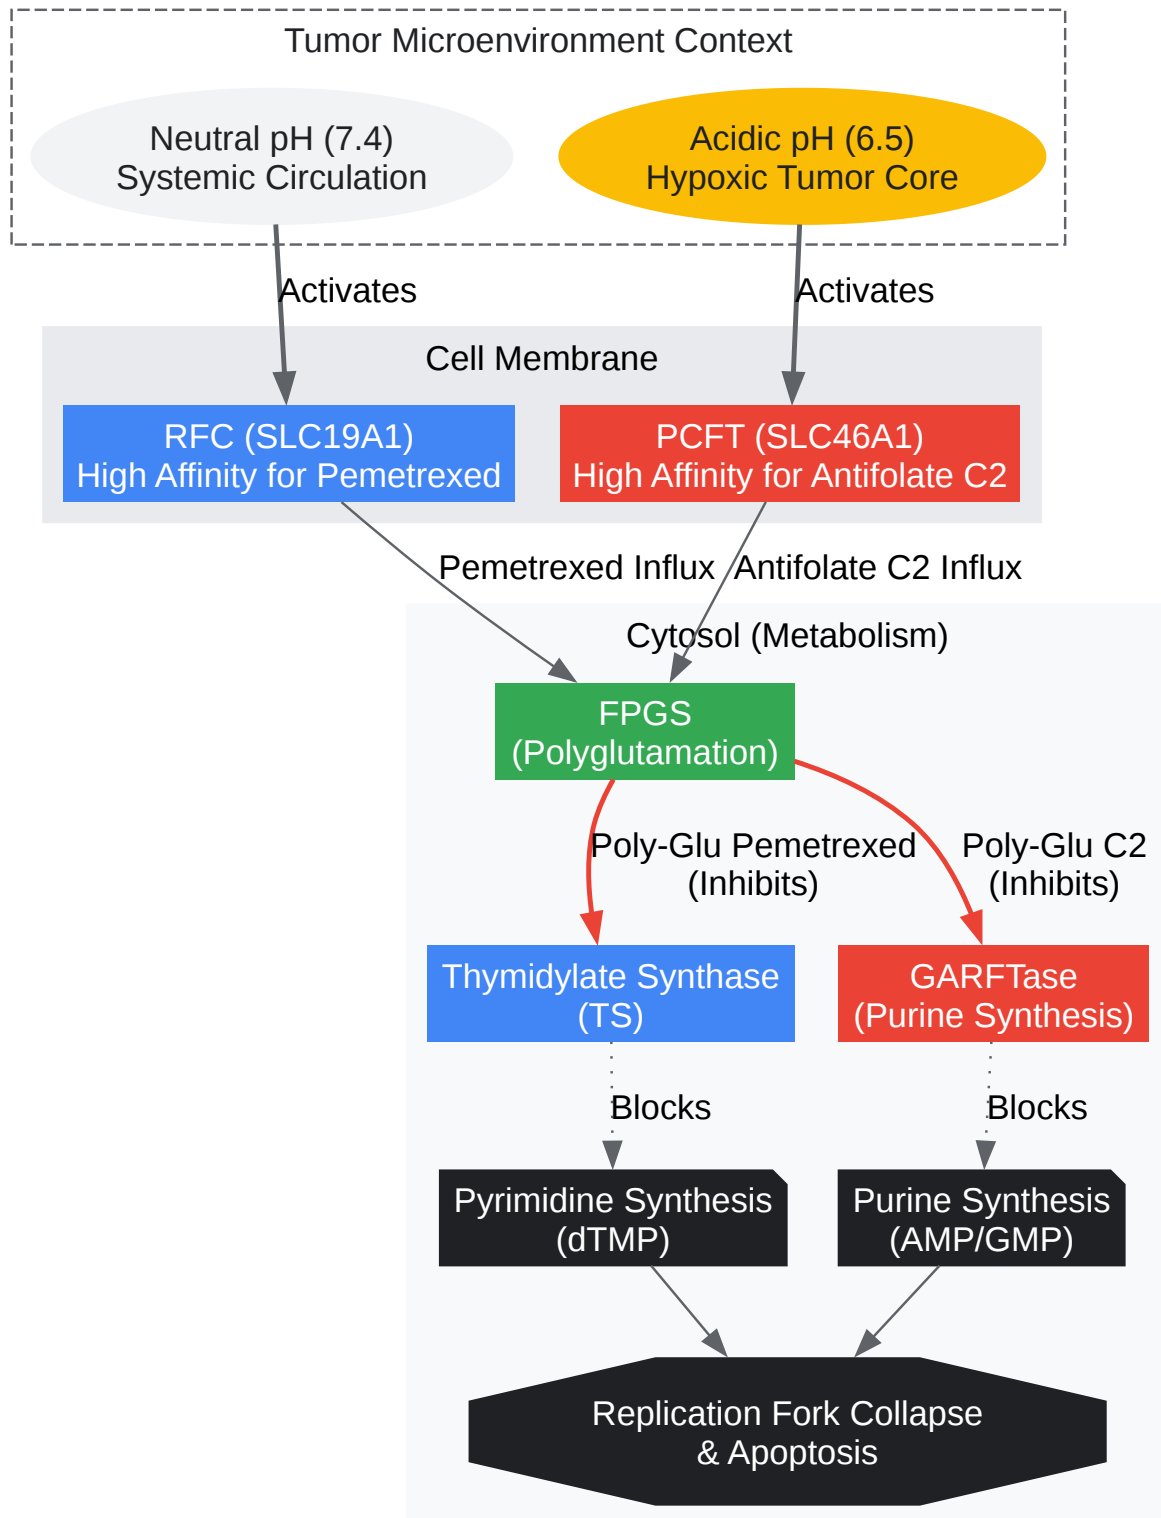 Tumor Microenvironment Context
Neutral pH (7.4)
Systemic Circulation
Acidic pH (6.5)
Hypoxic Tumor Core
Activates
Activates
Cell Membrane
RFC (SLC19A1)
High Affinity for Pemetrexed
PCFT (SLC46A1)
High Affinity for Antifolate C2
Pemetrexed Influx
Antifolate C2 Influx
Cytosol (Metabolism)
FPGS
(Polyglutamation)
Poly-Glu Pemetrexed
(Inhibits)
Poly-Glu C2
(Inhibits)
Thymidylate Synthase
(TS)
GARFTase
(Purine Synthesis)
Blocks
Blocks
Pyrimidine Synthesis
(dTMP)
Purine Synthesis
(AMP/GMP)
Replication Fork Collapse
& Apoptosis